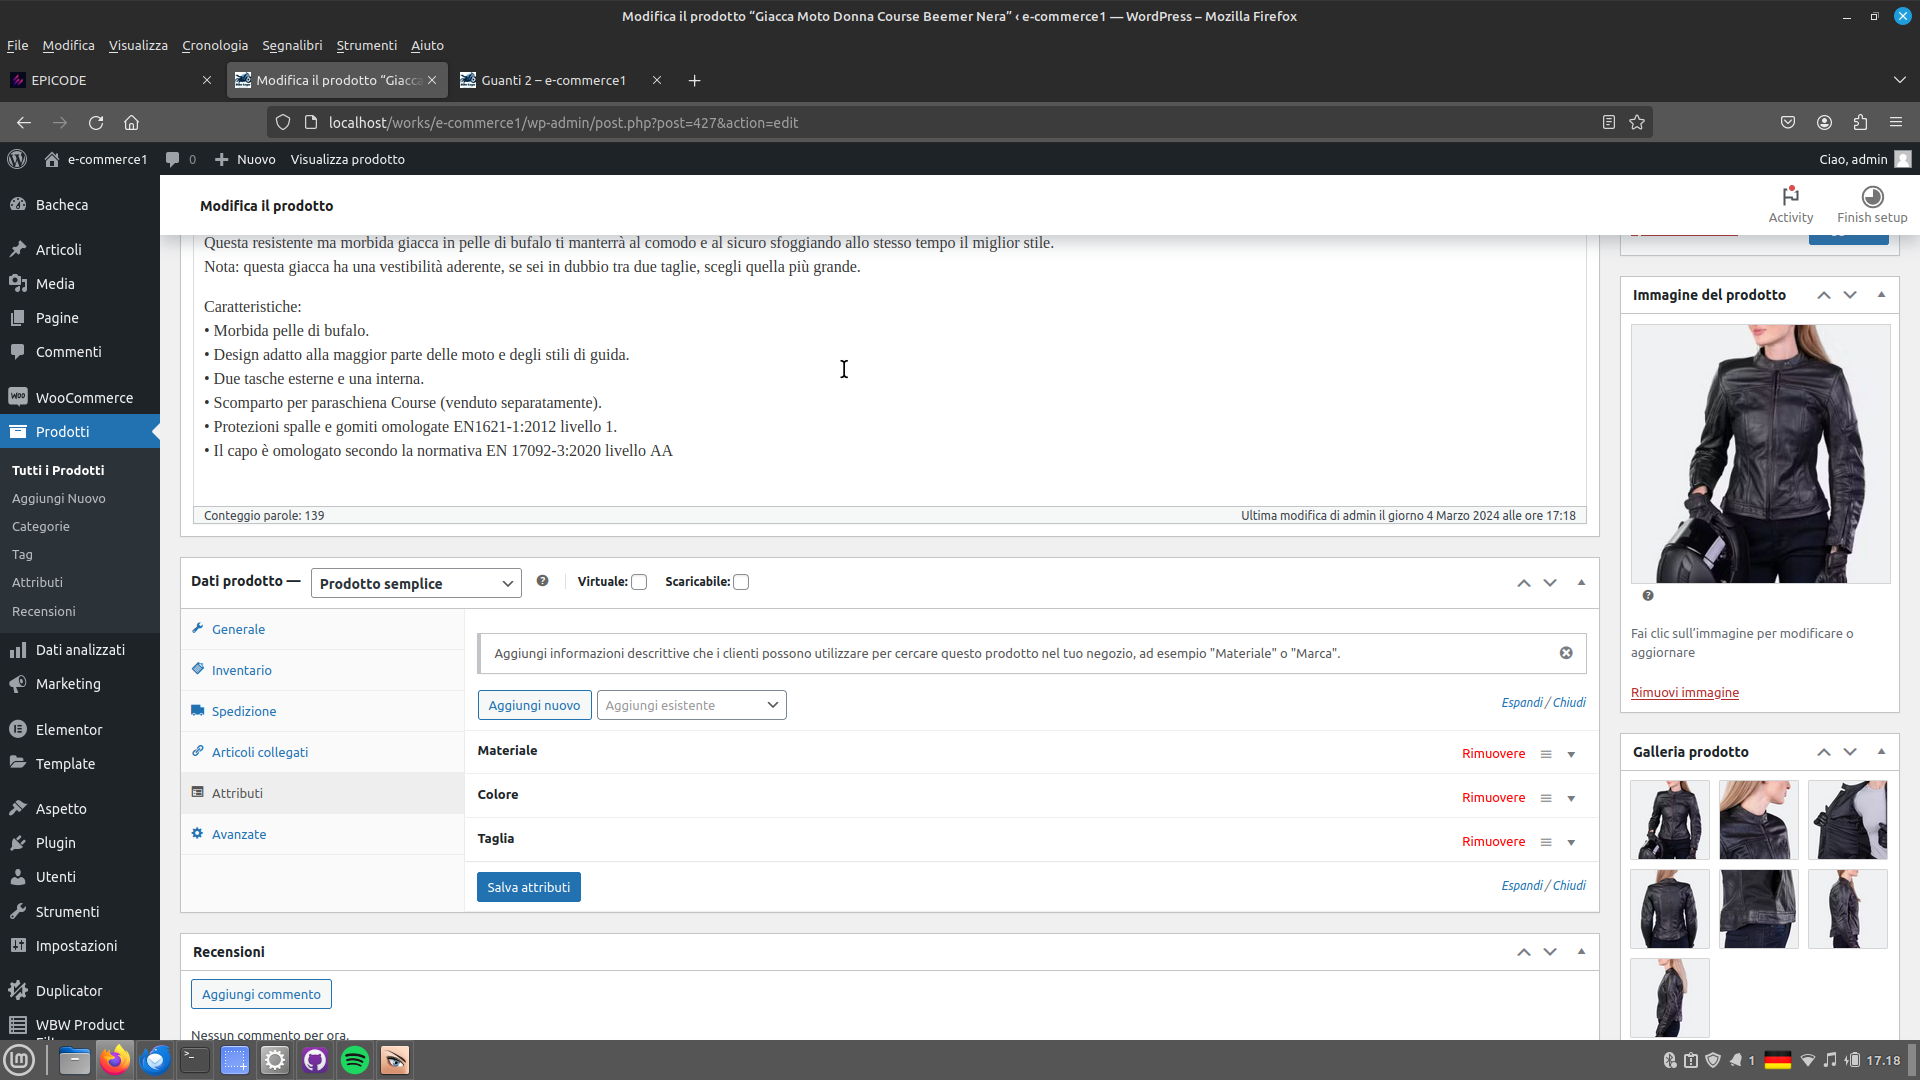 Modifica il prodotto “Giacca Moto Donna Course Beemer Nera” ‹ e-commerce1 — WordPress – Mozilla Firefox
File Modifica Visualizza Cronologia Segnalibri Strumenti Aiuto
EPICODE
Modifica il prodotto “Giacca
Guanti 2 – e-commerce1
localhost/works/e-commerce1/wp-admin/post.php?post=427&action=edit
e-commerce1 0 Nuovo Visualizza prodotto
Ciao, admin
Bacheca
Articoli
Media
Pagine
Commenti
WooCommerce
Prodotti
Tutti i Prodotti
Aggiungi Nuovo
Categorie
Tag
Attributi
Recensioni
Dati analizzati
Marketing
Elementor
Template
Aspetto
Plugin
Utenti
Strumenti
Impostazioni
Duplicator
WBW Product
Modifica il prodotto
Activity
Finish setup
Questa resistente ma morbida giacca in pelle di bufalo ti manterrà al comodo e al sicuro sfoggiando allo stesso tempo il miglior stile.
Nota: questa giacca ha una vestibilità aderente, se sei in dubbio tra due taglie, scegli quella più grande.
Caratteristiche:
• Morbida pelle di bufalo.
• Design adatto alla maggior parte delle moto e degli stili di guida.
• Due tasche esterne e una interna.
• Scomparto per paraschiena Course (venduto separatamente).
• Protezioni spalle e gomiti omologate EN1621-1:2012 livello 1.
• Il capo è omologato secondo la normativa EN 17092-3:2020 livello AA
Conteggio parole: 139
Ultima modifica di admin il giorno 4 Marzo 2024 alle ore 17:18
Dati prodotto — Prodotto semplice Virtuale: Scaricabile:
Generale
Inventario
Spedizione
Articoli collegati
Attributi
Avanzate
Aggiungi informazioni descrittive che i clienti possono utilizzare per cercare questo prodotto nel tuo negozio, ad esempio "Materiale" o "Marca".
Aggiungi nuovo Aggiungi esistente Espandi / Chiudi
Materiale Rimuovere
Colore Rimuovere
Taglia Rimuovere
Salva attributi Espandi / Chiudi
Recensioni
Aggiungi commento
Nessun commento per ora.
Immagine del prodotto
Fai clic sull’immagine per modificare o
aggiornare
Rimuovi immagine
Galleria prodotto
1 17.18